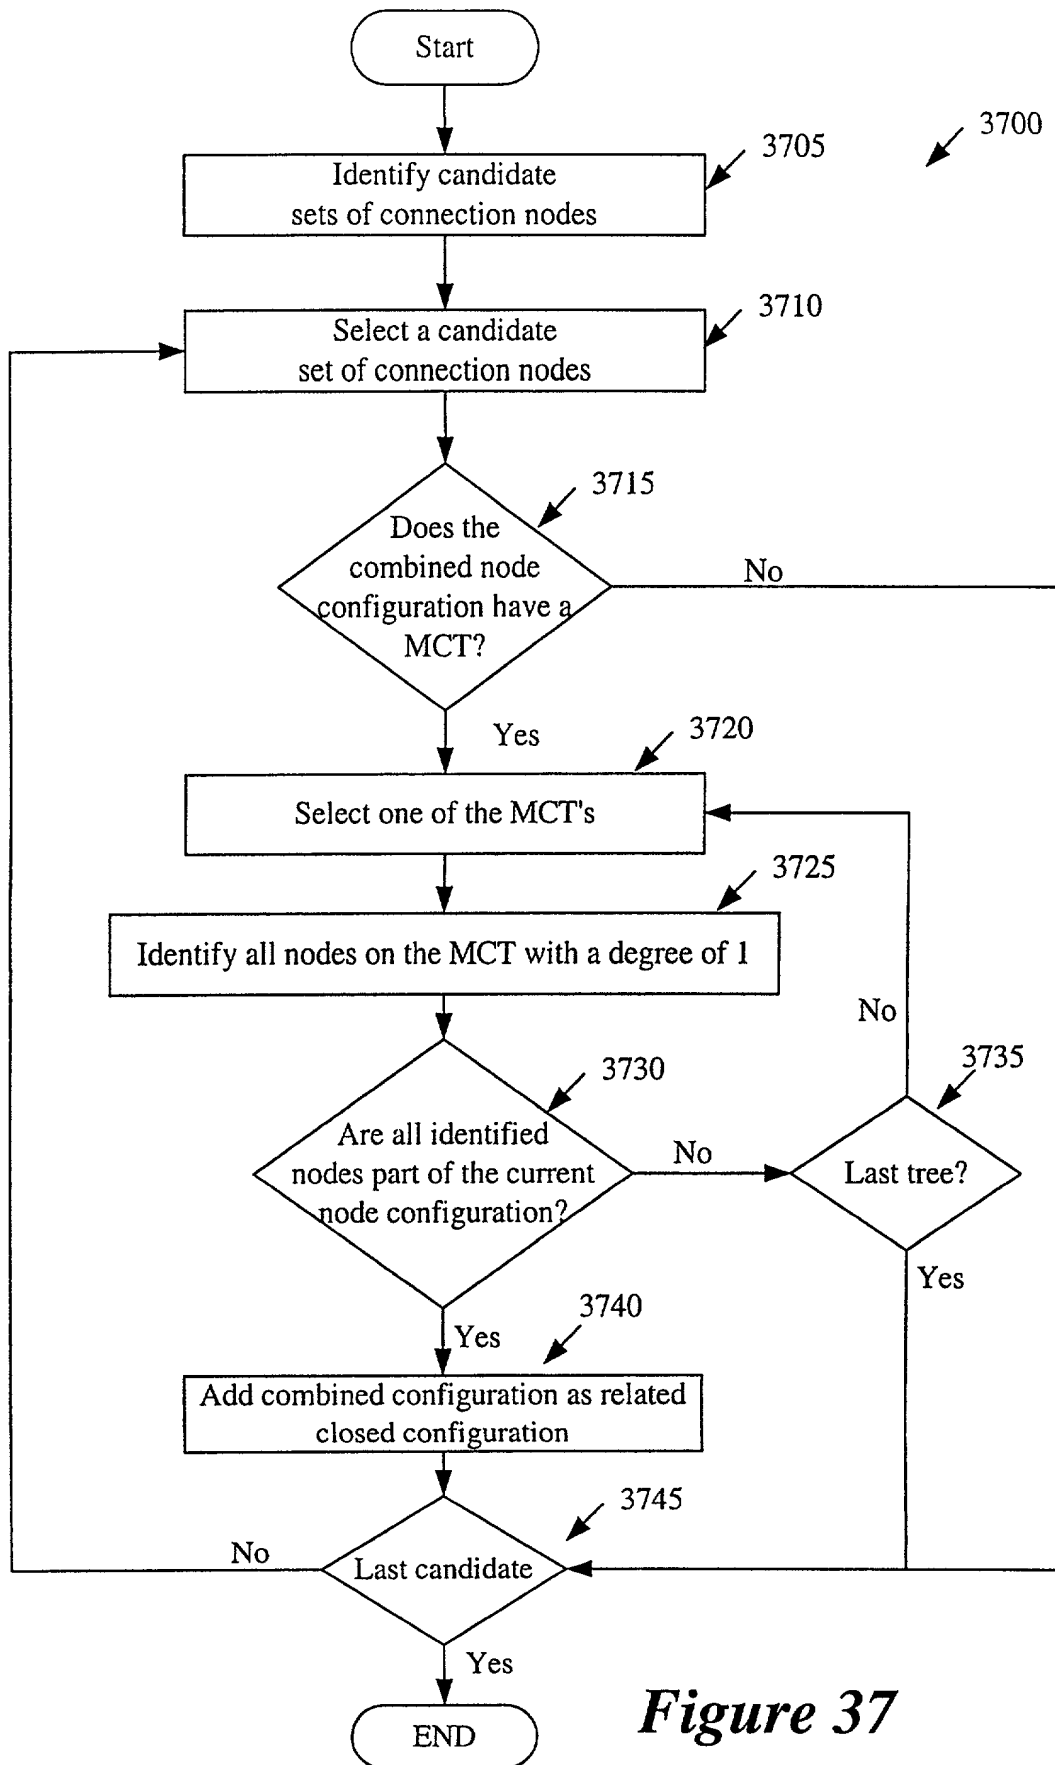 Start
3700
3705
Identify candidate
sets of connection nodes
3710
Select a candidate
set of connection nodes
3715
Does the
combined node
configuration have a
MCT?
No
Yes
3720
Select one of the MCT's
3725
Identify all nodes on the MCT with a degree of 1
No
3730
3735
Are all identified
nodes part of the current
node configuration?
No
Last tree?
Yes
3740
Yes
Add combined configuration as related
closed configuration
3745
No
Last candidate
Yes
END
Figure 37